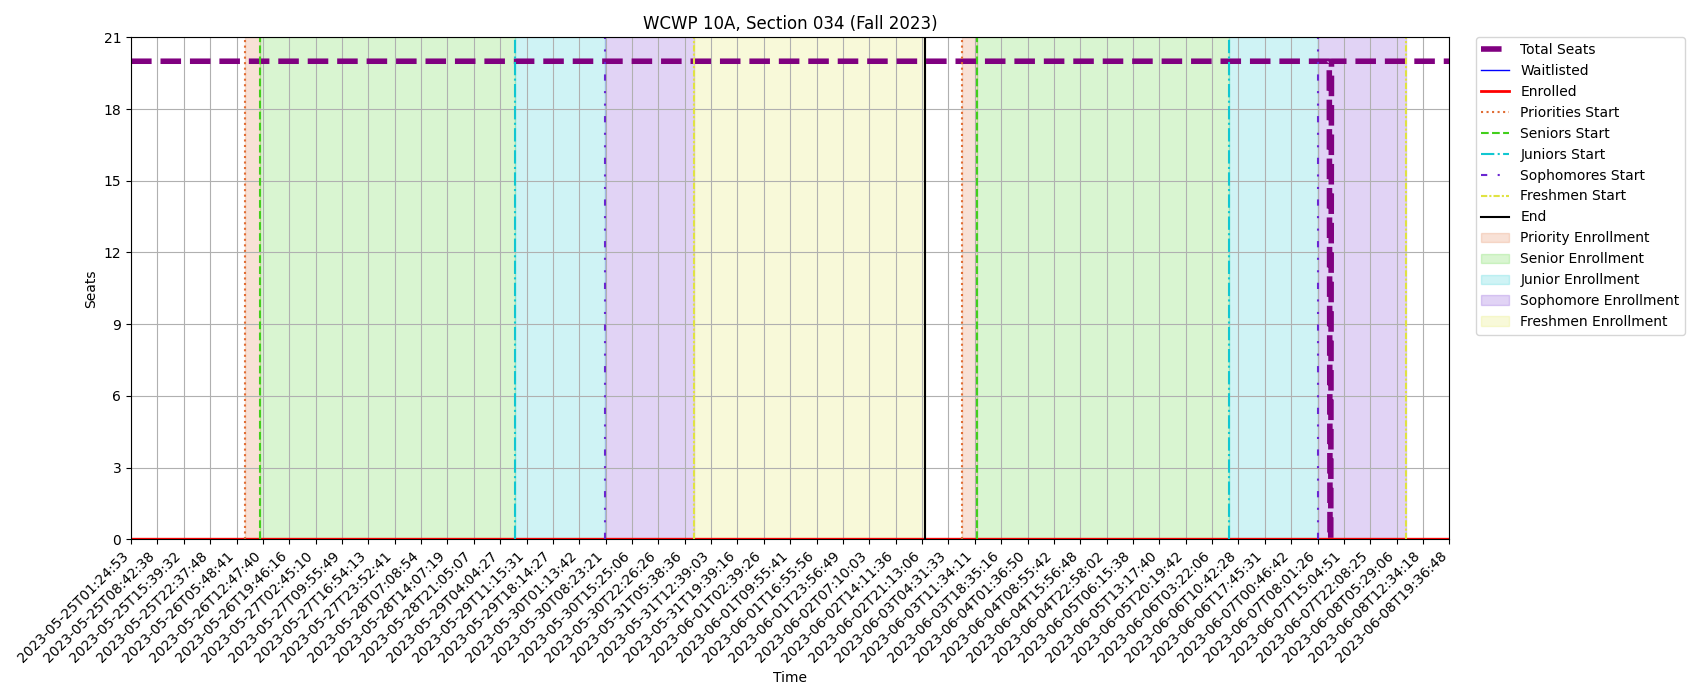 WCWP 10A, Section 034 (Fall 2023)
21
18
15
12
9
6
3
0
Seats
2023-05-25T01:24:53
2023-05-25T08:42:38
2023-05-25T15:39:32
2023-05-25T22:37:48
2023-05-26T05:48:41
2023-05-26T12:47:40
2023-05-26T19:46:16
2023-05-27T02:45:10
2023-05-27T09:55:49
2023-05-27T16:54:13
2023-05-27T23:52:41
2023-05-28T07:08:54
2023-05-28T14:07:19
2023-05-28T21:05:07
2023-05-29T04:04:27
2023-05-29T11:15:31
2023-05-29T18:14:27
2023-05-30T01:13:42
2023-05-30T08:23:21
2023-05-30T15:25:06
2023-05-30T22:26:26
2023-05-31T05:38:36
2023-05-31T12:39:03
2023-05-31T19:39:16
2023-06-01T02:39:26
2023-06-01T09:55:41
2023-06-01T16:55:56
2023-06-01T23:56:49
2023-06-02T07:10:03
2023-06-02T14:11:36
2023-06-02T21:13:06
2023-06-03T04:31:33
2023-06-03T11:34:11
2023-06-03T18:35:16
2023-06-04T01:36:50
2023-06-04T08:55:42
2023-06-04T15:56:48
2023-06-04T22:58:02
2023-06-05T06:15:38
2023-06-05T13:17:40
2023-06-05T20:19:42
2023-06-06T03:22:06
2023-06-06T10:42:28
2023-06-06T17:45:31
2023-06-07T00:46:42
2023-06-07T08:01:26
2023-06-07T15:04:51
2023-06-07T22:08:25
2023-06-08T05:29:06
2023-06-08T12:34:18
2023-06-08T19:36:48
Time
Total Seats
Waitlisted
Enrolled
Priorities Start
Seniors Start
Juniors Start
Sophomores Start
Freshmen Start
End
Priority Enrollment
Senior Enrollment
Junior Enrollment
Sophomore Enrollment
Freshmen Enrollment